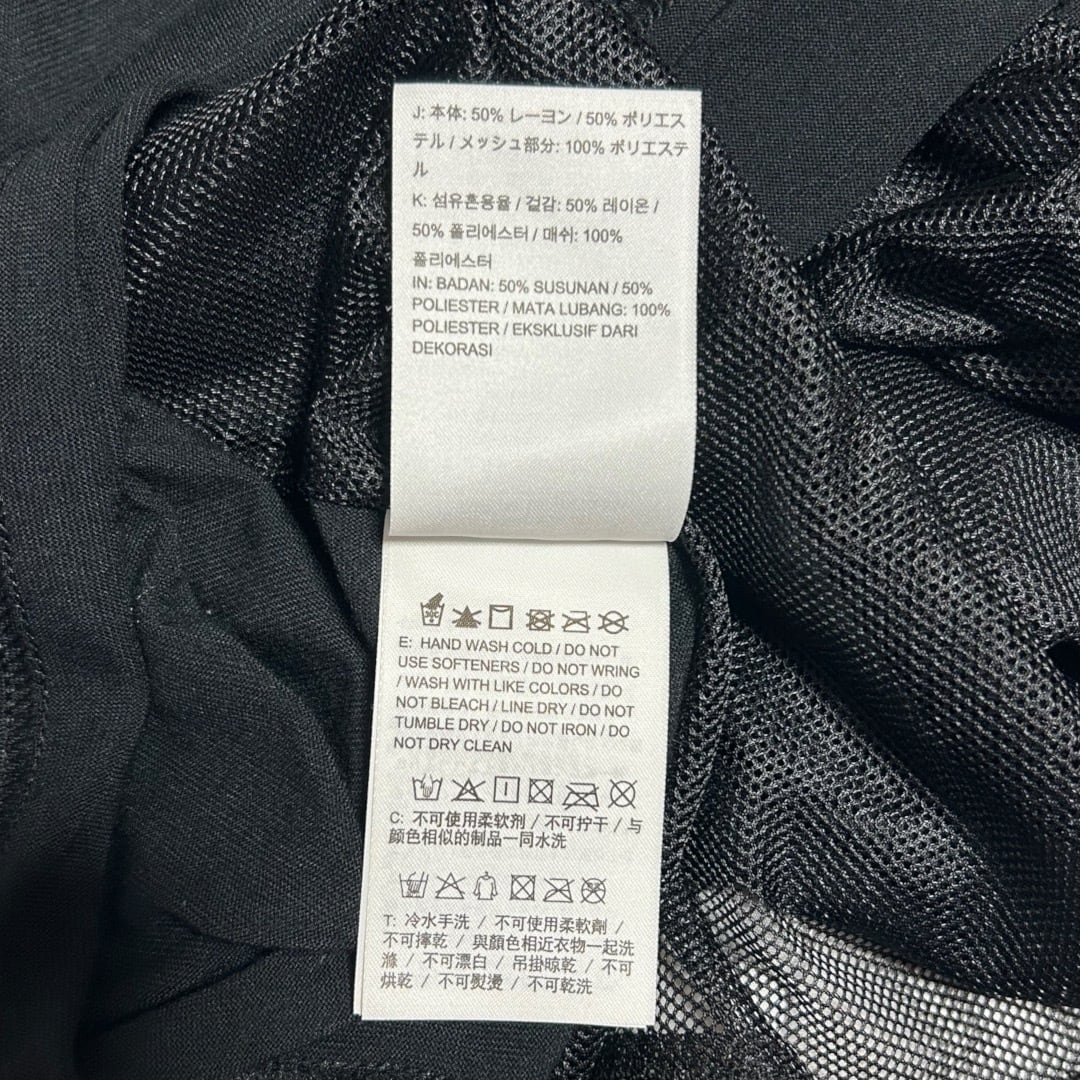 J: 本体: 50% レーヨン / 50% ポリエス
テル / メッシュ部分: 100% ポリエステ
ル
K: 섬유혼용율 / 겉감: 50% 레이온 /
50% 폴리에스터 / 매쉬: 100%
폴리에스터
IN: BADAN: 50% SUSUNAN / 50%
POLIESTER / MATA LUBANG: 100%
POLIESTER / EKSKLUSIF DARI
DEKORASI
E: HAND WASH COLD / DO NOT
USE SOFTENERS / DO NOT WRING
/ WASH WITH LIKE COLORS / DO
NOT BLEACH / LINE DRY / DO NOT
TUMBLE DRY / DO NOT IRON / DO
NOT DRY CLEAN
C: 不可使用柔软剂 / 不可拧干 / 与
颜色相似的制品一同水洗
T: 冷水手洗 / 不可使用柔軟劑 /
不可擰乾 / 與顏色相近衣物一起洗
滌 / 不可漂白 / 吊掛晾乾 / 不可
烘乾 / 不可熨燙 / 不可乾洗